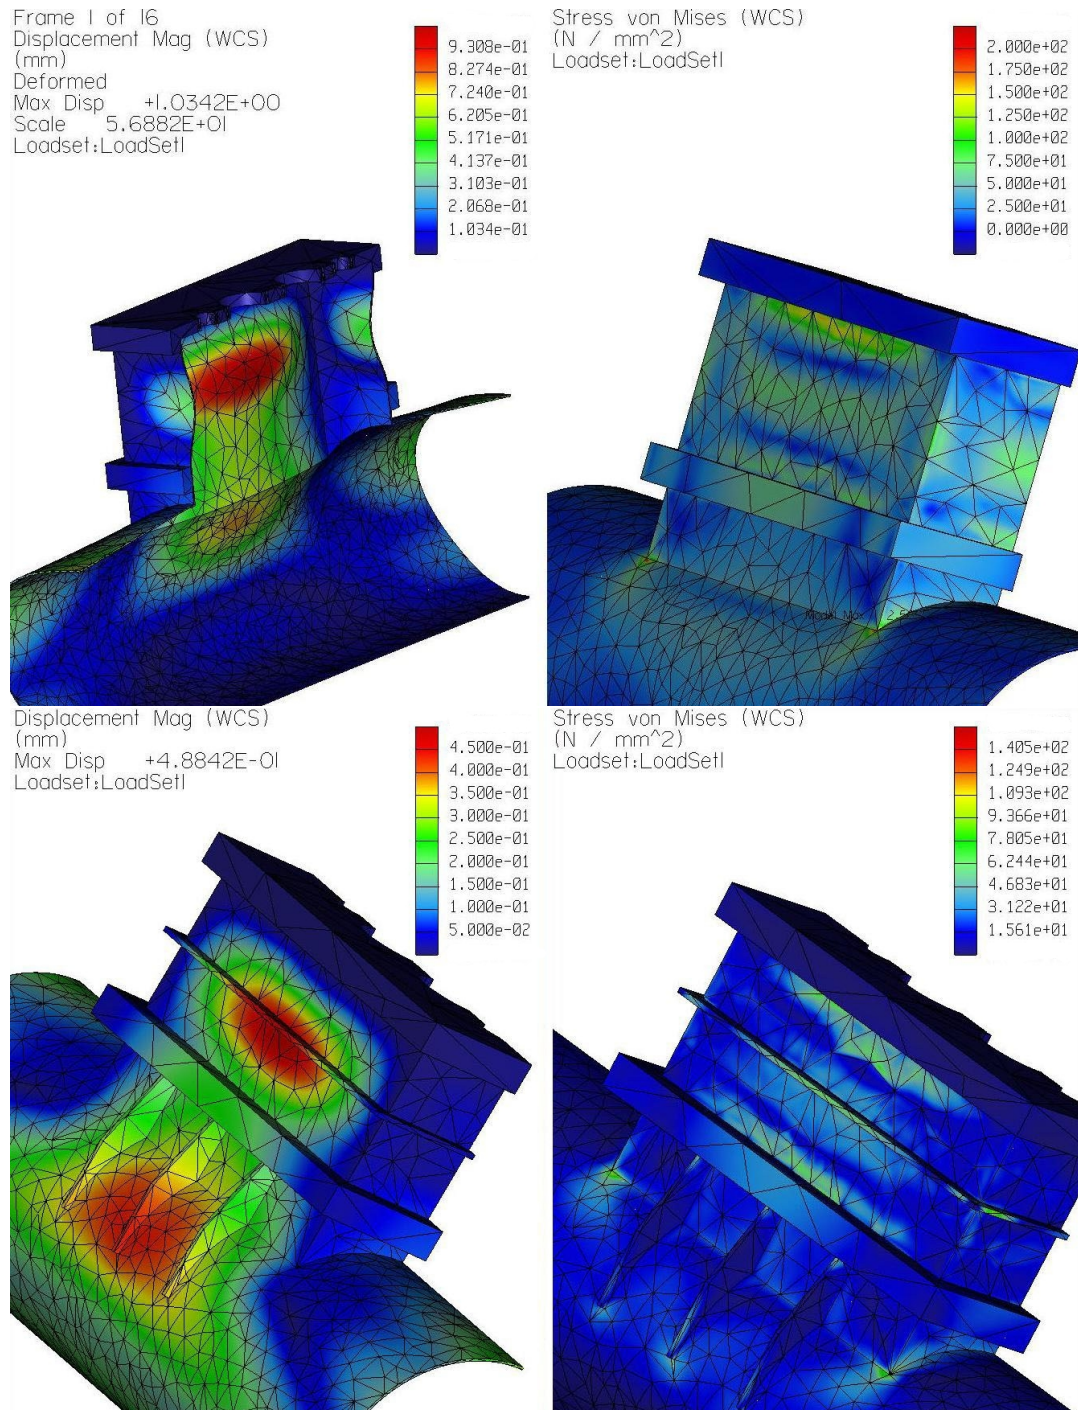 Frame 1 of 16
Displacement Mag (WCS)
(mm)
Deformed
Max Disp +1.0342E+00
Scale 5.6882E+01
Loadset:LoadSet1
9.308e-01
8.274e-01
7.240e-01
6.205e-01
5.171e-01
4.137e-01
3.103e-01
2.068e-01
1.034e-01
Stress von Mises (WCS)
(N / mm^2)
Loadset:LoadSet1
2.000e+02
1.750e+02
1.500e+02
1.250e+02
1.000e+02
7.500e+01
5.000e+01
2.500e+01
0.000e+00
Displacement Mag (WCS)
(mm)
Max Disp +4.8842E-01
Loadset:LoadSet1
4.500e-01
4.000e-01
3.500e-01
3.000e-01
2.500e-01
2.000e-01
1.500e-01
1.000e-01
5.000e-02
Stress von Mises (WCS)
(N / mm^2)
Loadset:LoadSet1
1.405e+02
1.249e+02
1.093e+02
9.366e+01
7.805e+01
6.244e+01
4.683e+01
3.122e+01
1.561e+01